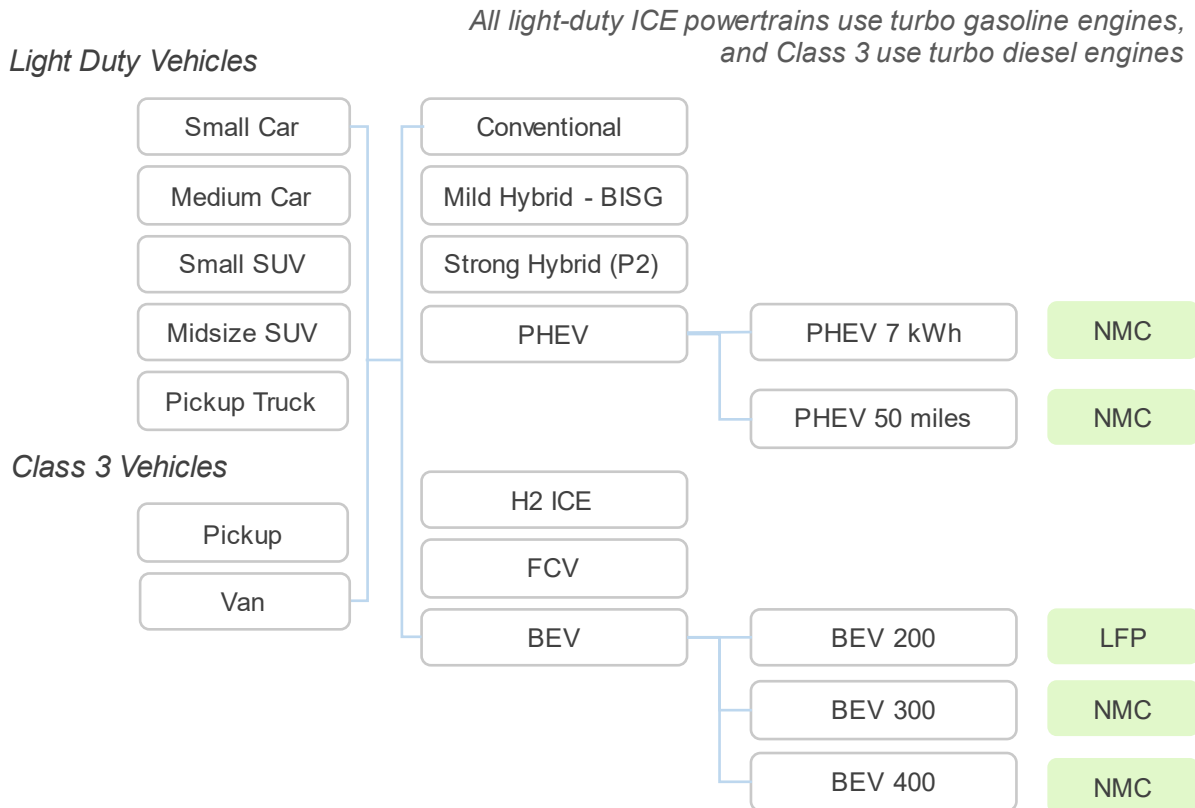 All light-duty ICE powertrains use turbo gasoline engines,
and Class 3 use turbo diesel engines
Light Duty Vehicles
Small Car
Medium Car
Small SUV
Midsize SUV
Pickup Truck
Class 3 Vehicles
Pickup
Van
Conventional
Mild Hybrid - BISG
Strong Hybrid (P2)
PHEV
H2 ICE
FCV
BEV
PHEV 7 kWh
NMC
PHEV 50 miles
NMC
BEV 200
LFP
BEV 300
NMC
BEV 400
NMC